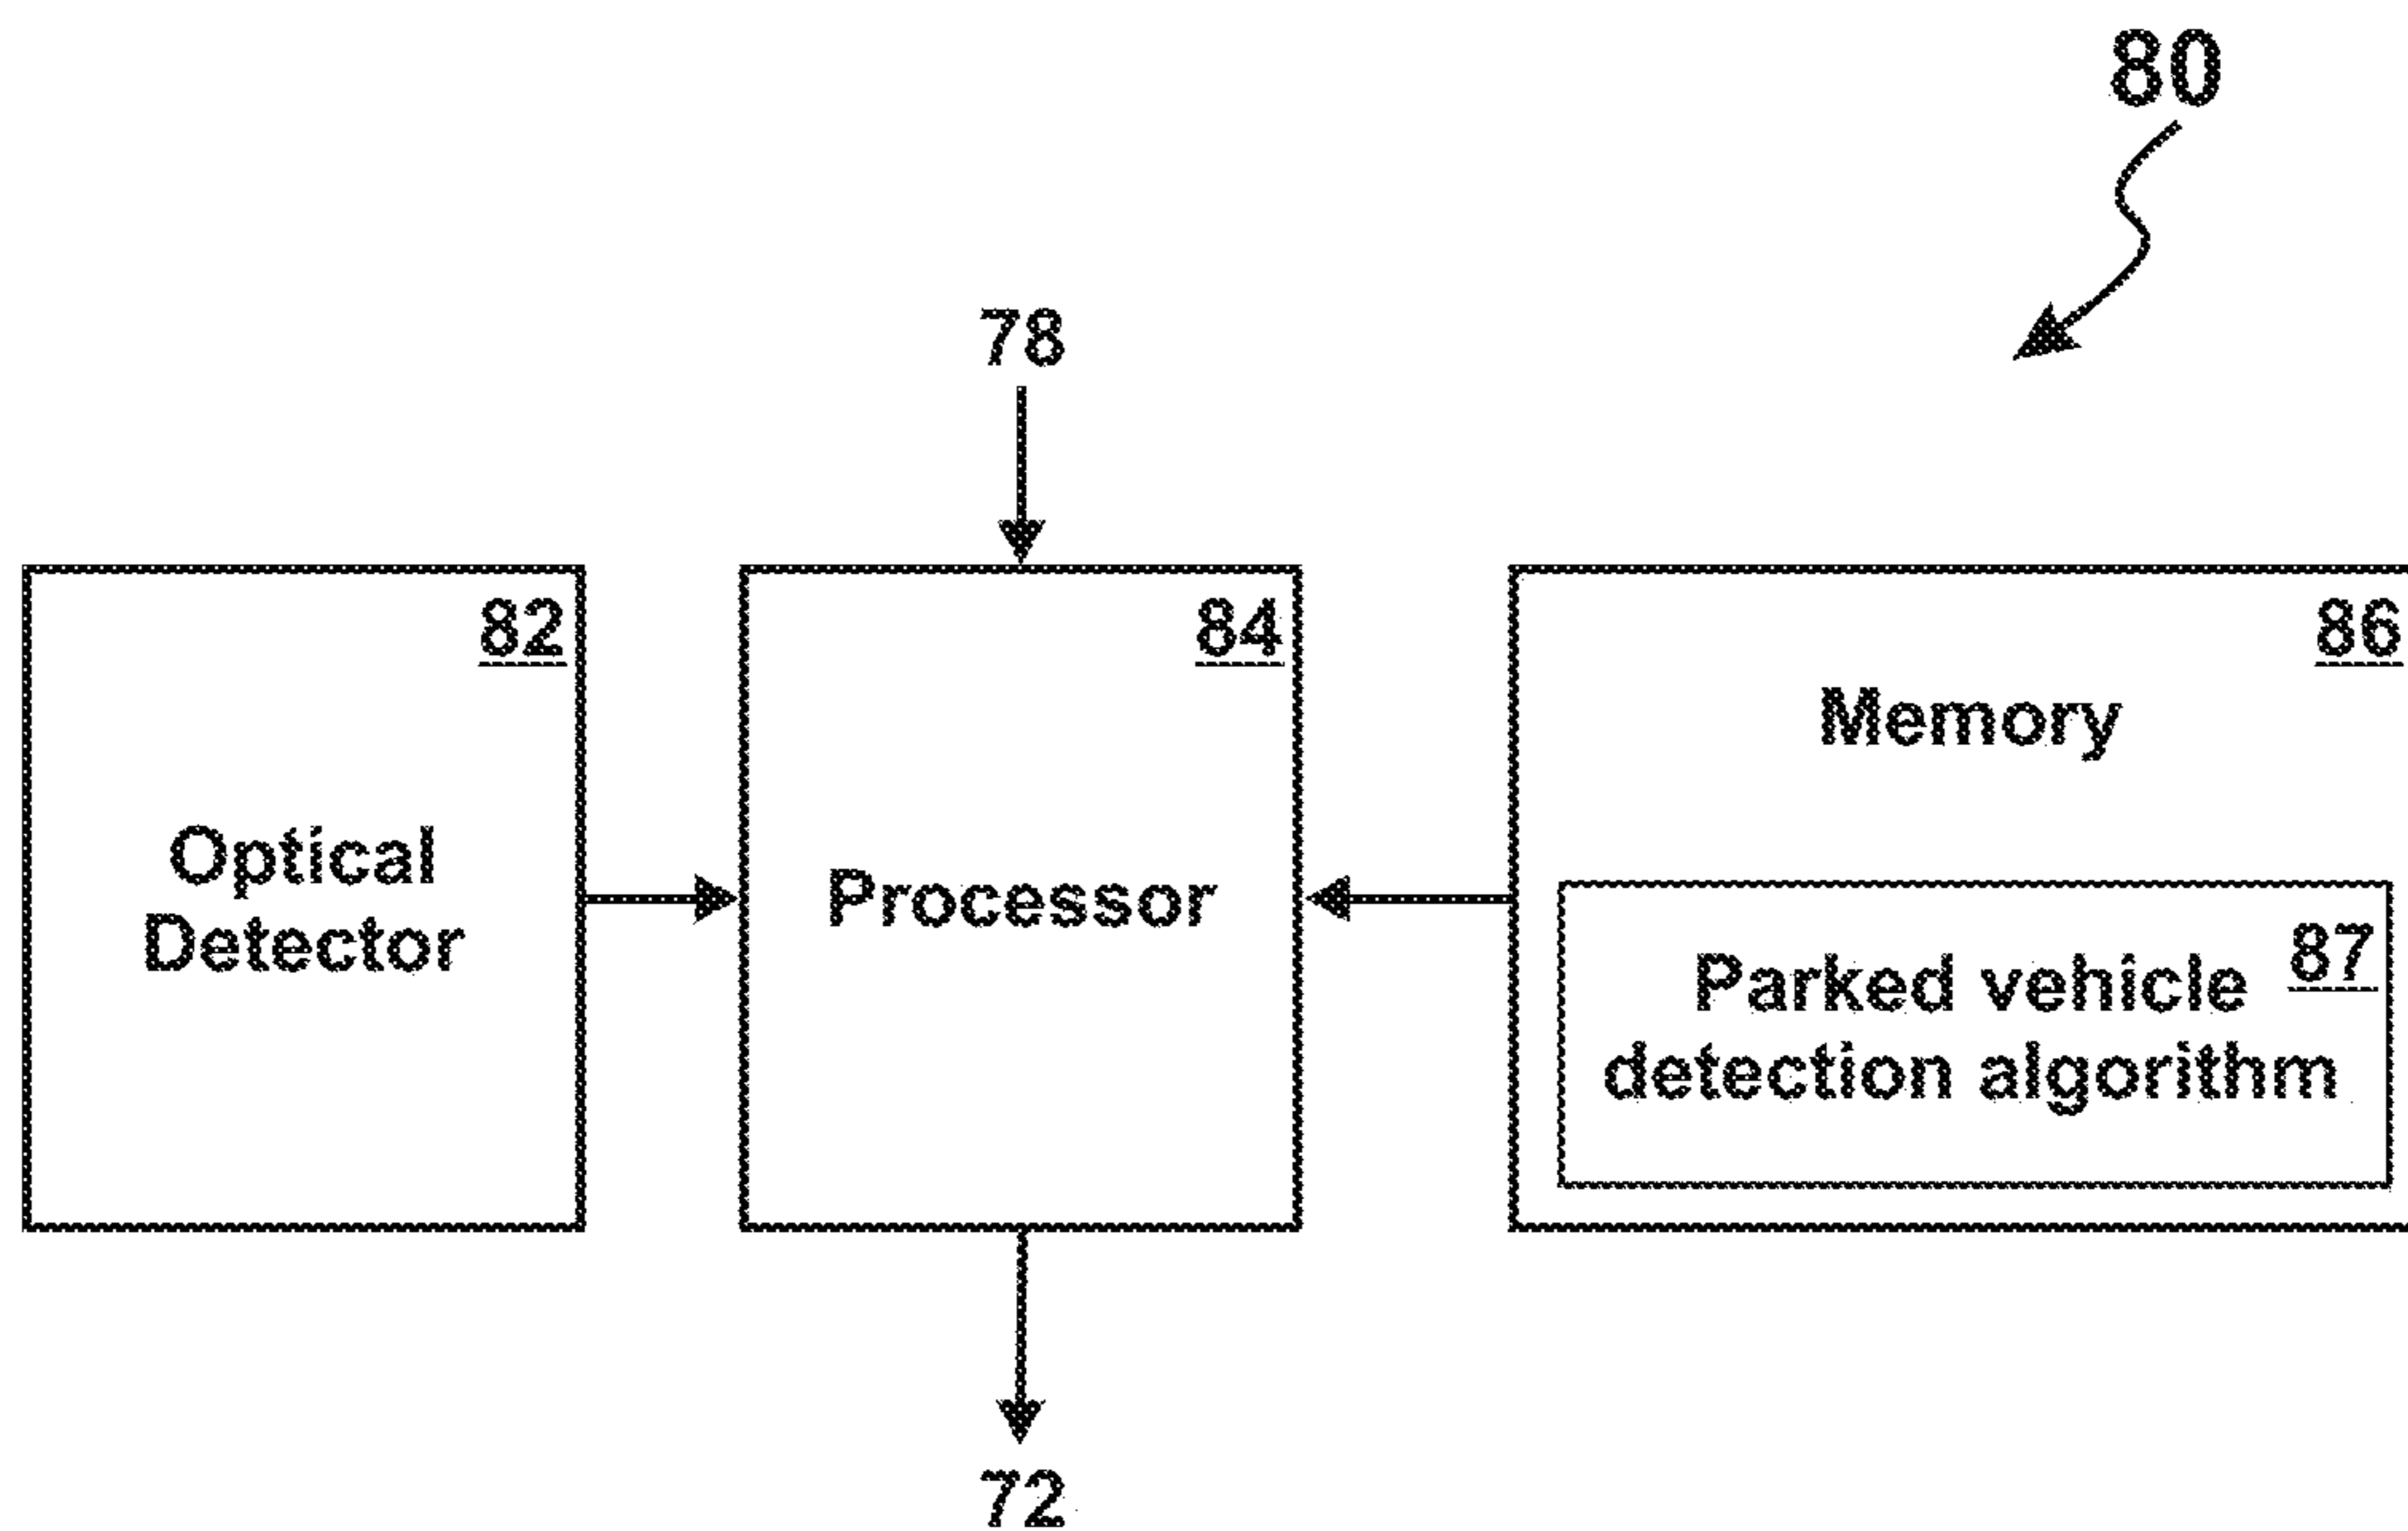 80
78
82
84
86
Memory
Optical
Detector
Processor
87
Parked vehicle
detection algorithm
72